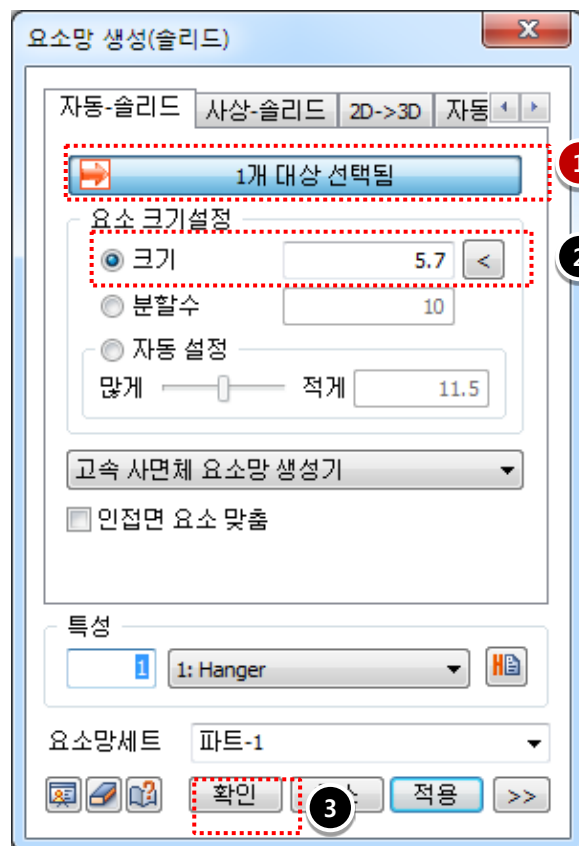 요소망 생성(솔리드)
자동-솔리드 사상-솔리드 2D->3D 자동
1개 대상 선택됨
1
요소 크기설정
크기 5.7 <
2
분할수 10
자동 설정
많게 적게 11.5
고속 사면체 요소망 생성기
인접면 요소 맞춤
특성
1 1: Hanger
요소망세트 파트-1
확인 적용 >>
3